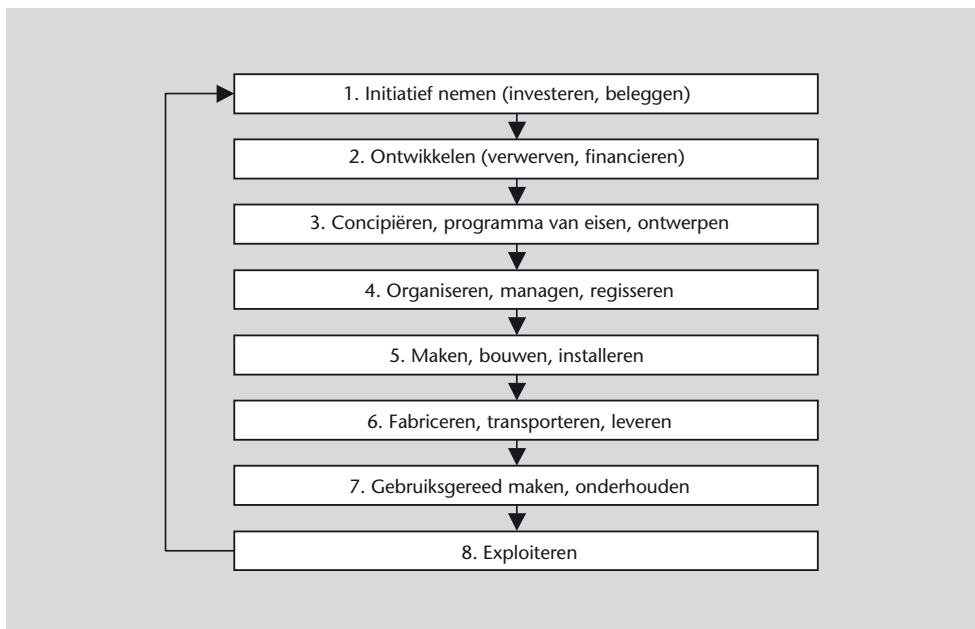 1. Initiatief nemen (investeren, beleggen)
2. Ontwikkelen (verwerven, financieren)
3. Concipiëren, programma van eisen, ontwerpen
4. Organiseren, managen, regisseren
5. Maken, bouwen, installeren
6. Fabriceren, transporteren, leveren
7. Gebruiksgereed maken, onderhouden
8. Exploiteren